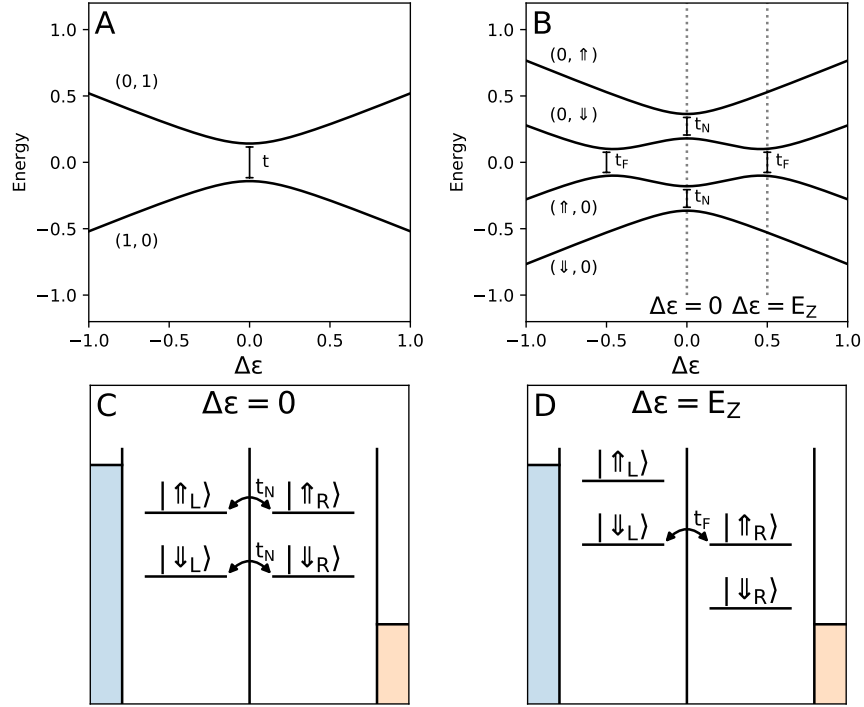 A
1.0
0.5
0.0
−0.5
−1.0
Energy
(0, 1)
t
(1, 0)
−1.0 −0.5 0.0 0.5 1.0
Δε
B
1.0
0.5
0.0
−0.5
−1.0
Energy
(0, ⇑)
(0, ⇓)
(⇑, 0)
(⇓, 0)
t_N
t_F
t_F
t_N
Δε = 0 Δε = E_Z
−1.0 −0.5 0.0 0.5 1.0
Δε
C
Δε = 0
|⇑_L⟩ t_N |⇑_R⟩
|⇓_L⟩ t_N |⇓_R⟩
D
Δε = E_Z
|⇑_L⟩
|⇓_L⟩ t_F |⇑_R⟩
|⇓_R⟩